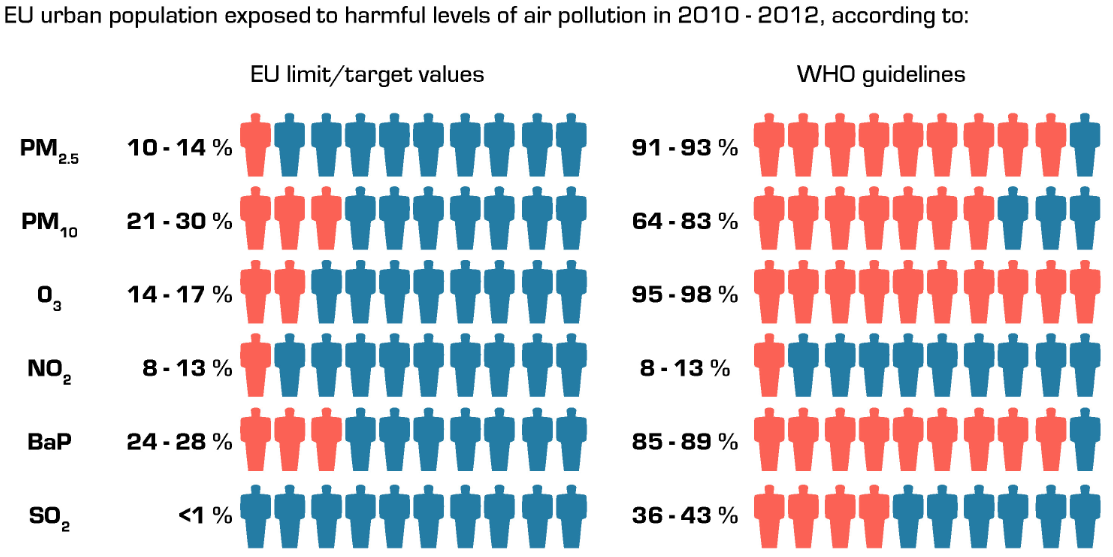 EU urban population exposed to harmful levels of air pollution in 2010 - 2012, according to:
EU limit/target values WHO guidelines
PM2.5 10 - 14 % 91 - 93 %
PM10 21 - 30 % 64 - 83 %
O3 14 - 17 % 95 - 98 %
NO2 8 - 13 % 8 - 13 %
BaP 24 - 28 % 85 - 89 %
SO2 <1 % 36 - 43 %